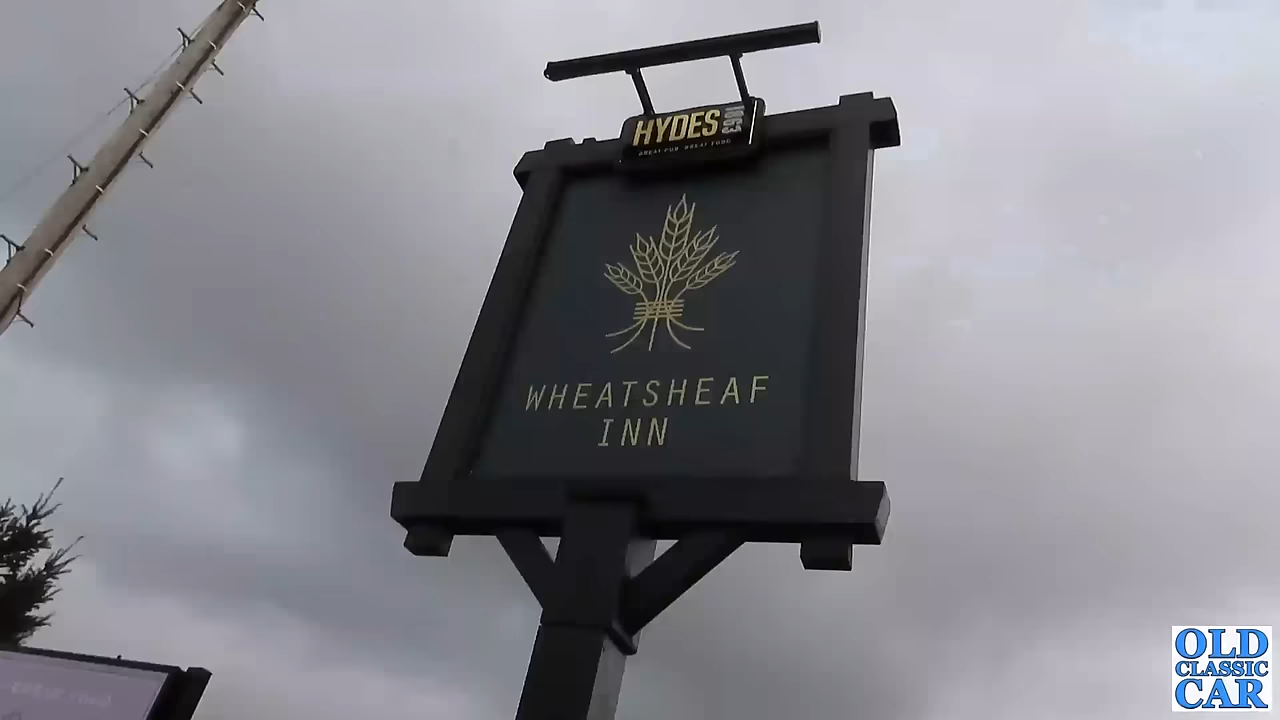 HYDES 1863
GREAT PUB GREAT FOOD
WHEATSHEAF
INN
OLD
CLASSIC
CAR